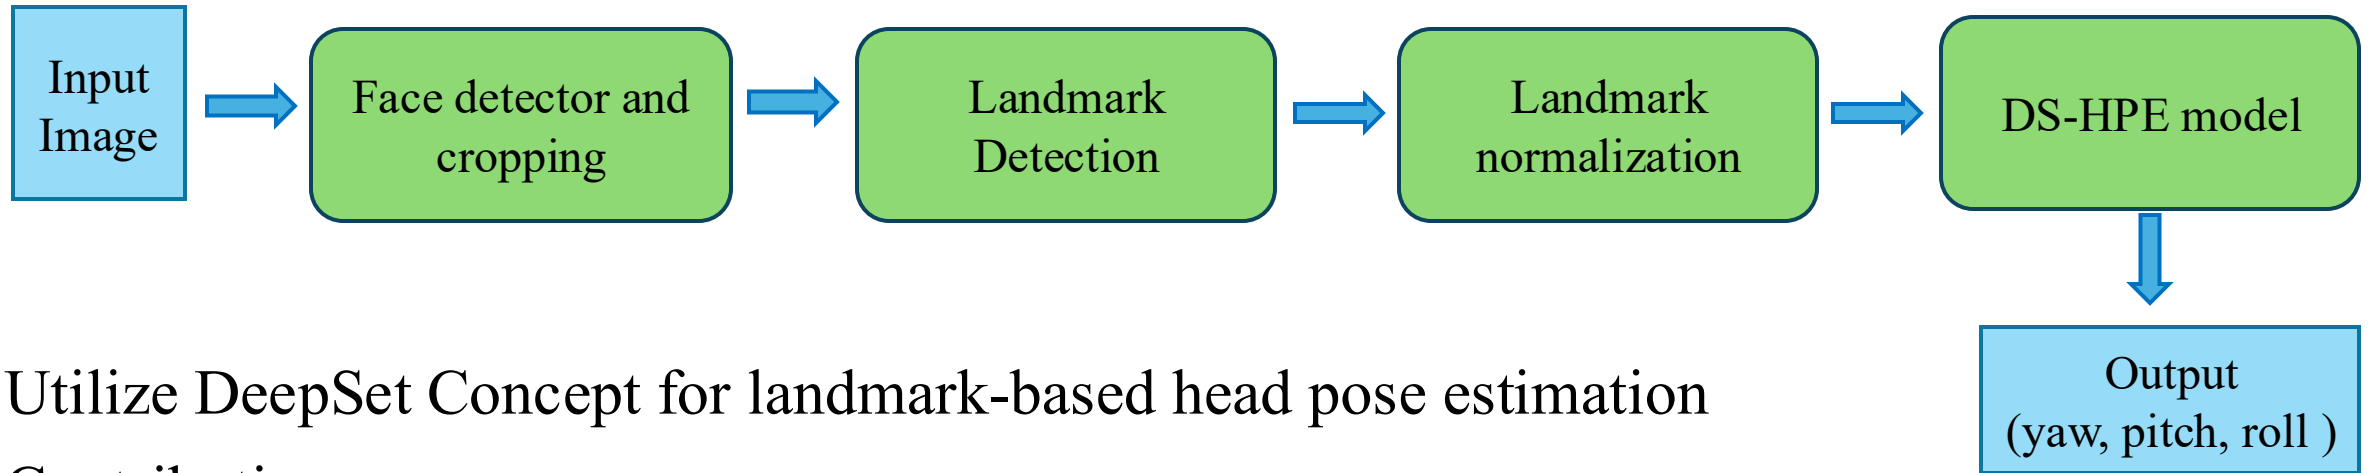 Input
Image
Face detector and
cropping
Landmark
Detection
Landmark
normalization
DS-HPE model
Output
(yaw, pitch, roll )
Utilize DeepSet Concept for landmark-based head pose estimation